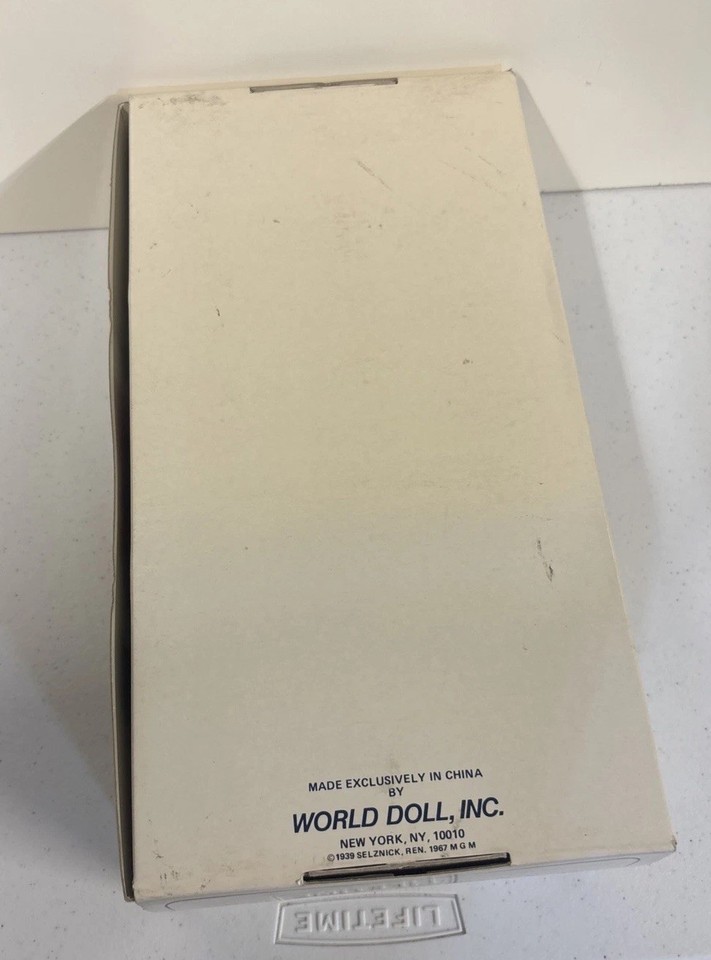 MADE EXCLUSIVELY IN CHINA
BY
WORLD DOLL, INC.
NEW YORK, NY, 10010
©1939 SELZNICK, REN. 1967 M G M
LIFETIME